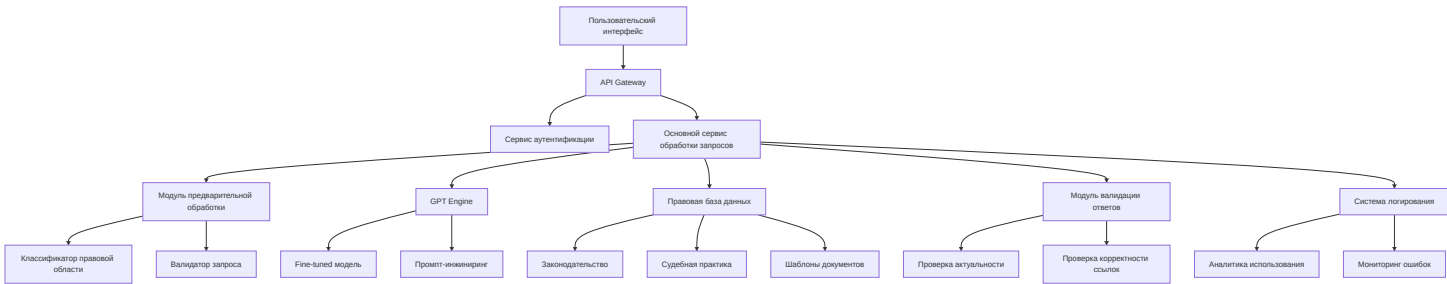 Пользовательский
интерфейс
API Gateway
Сервис аутентификации
Основной сервис
обработки запросов
Модуль предварительной
обработки
GPT Engine
Правовая база данных
Модуль валидации
ответов
Система логирования
Классификатор правовой
области
Валидатор запроса
Fine-tuned модель
Промпт-инжиниринг
Законодательство
Судебная практика
Шаблоны документов
Проверка актуальности
Проверка корректности
ссылок
Аналитика использования
Мониторинг ошибок